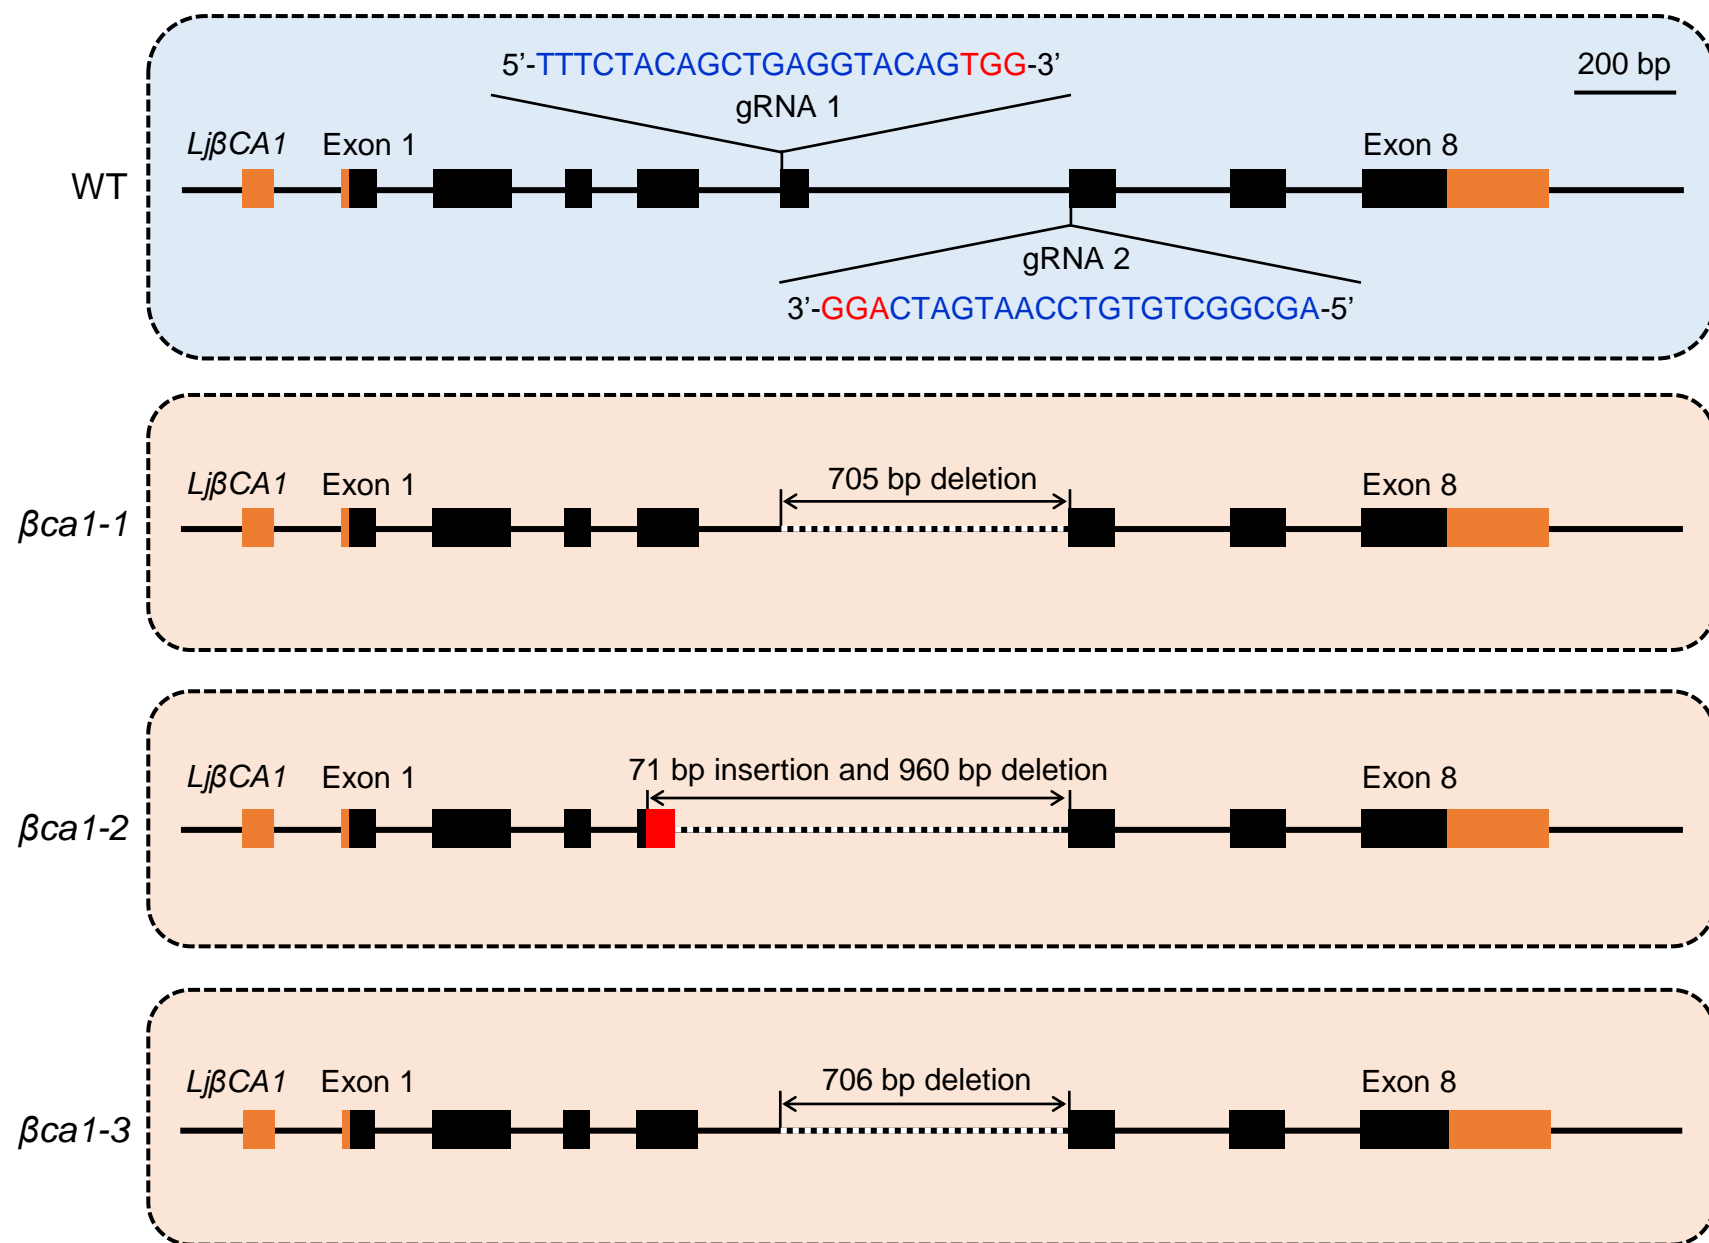 5’-TTTCTACAGCTGAGGTACAGTGG-3’
200 bp
gRNA 1
LjβCA1 Exon 1 Exon 8
WT
gRNA 2
3’-GGACTAGTAACCTGTGTCGGCGA-5’
705 bp deletion
LjβCA1 Exon 1 Exon 8
βca1-1
71 bp insertion and 960 bp deletion
LjβCA1 Exon 1 Exon 8
βca1-2
706 bp deletion
LjβCA1 Exon 1 Exon 8
βca1-3